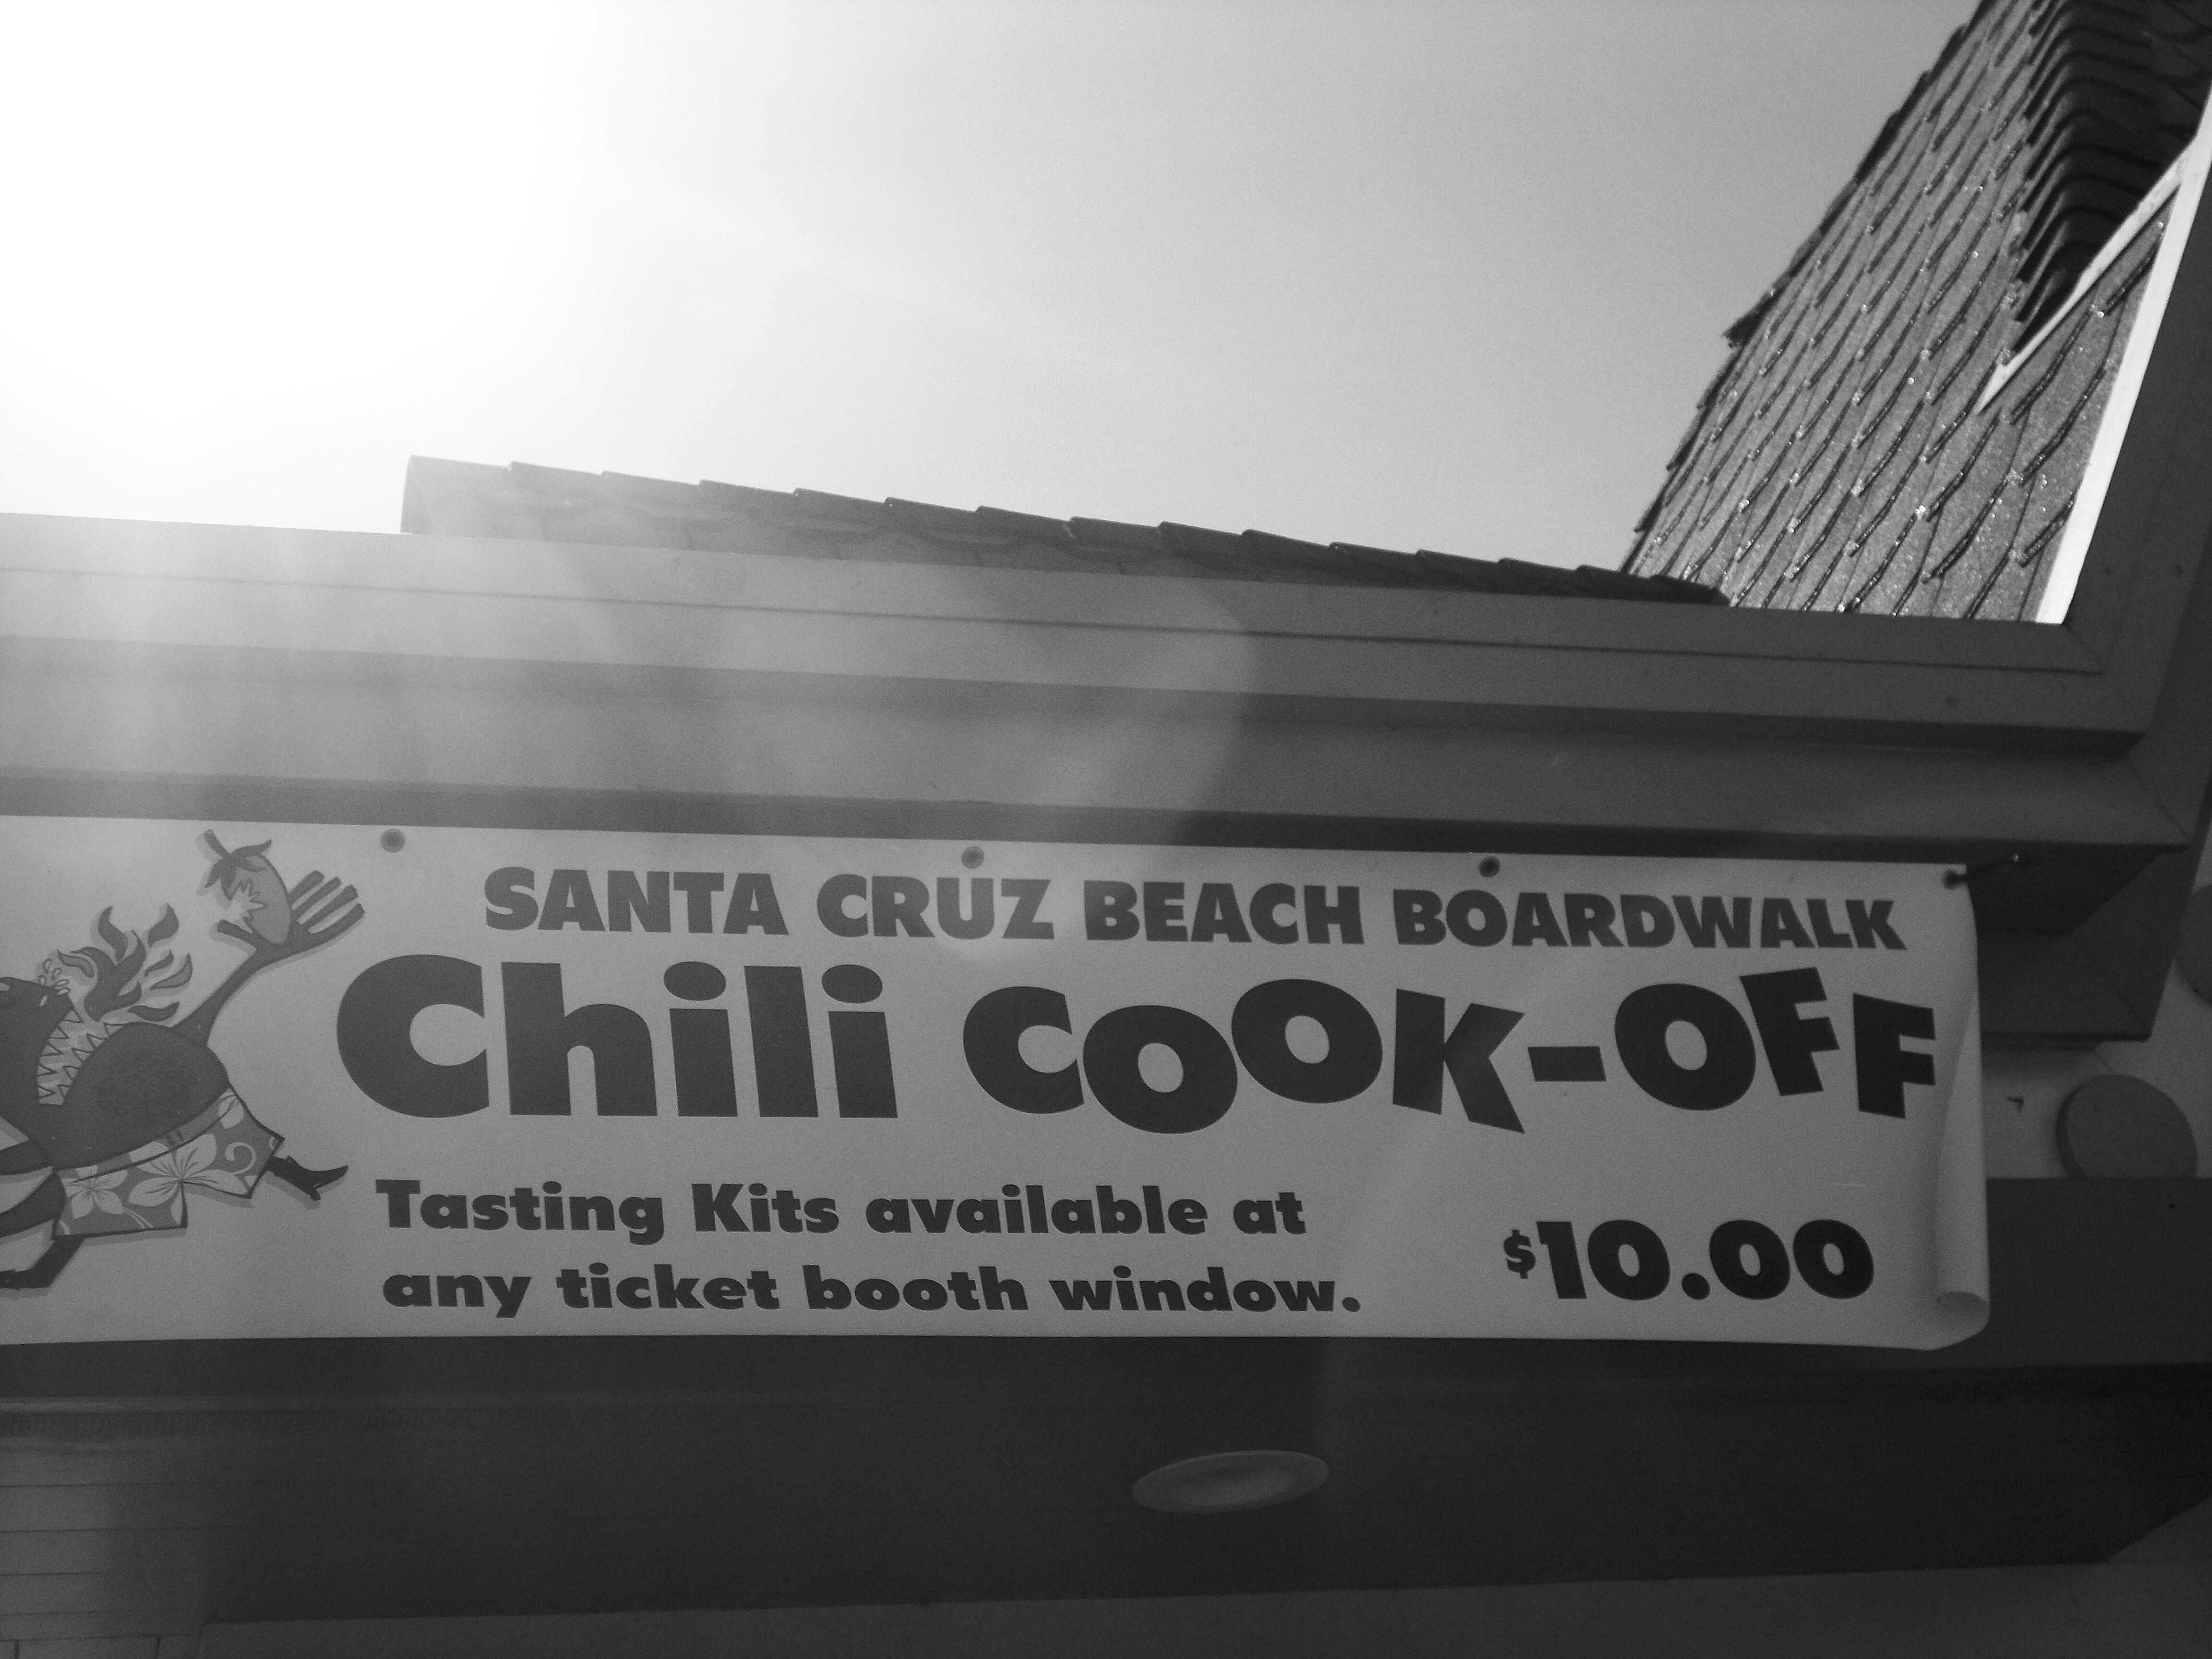 SANTA CRUZ BEACH BOARDWALK
Chili COOK-OFF
Tasting Kits available at
any ticket booth window.
$10.00